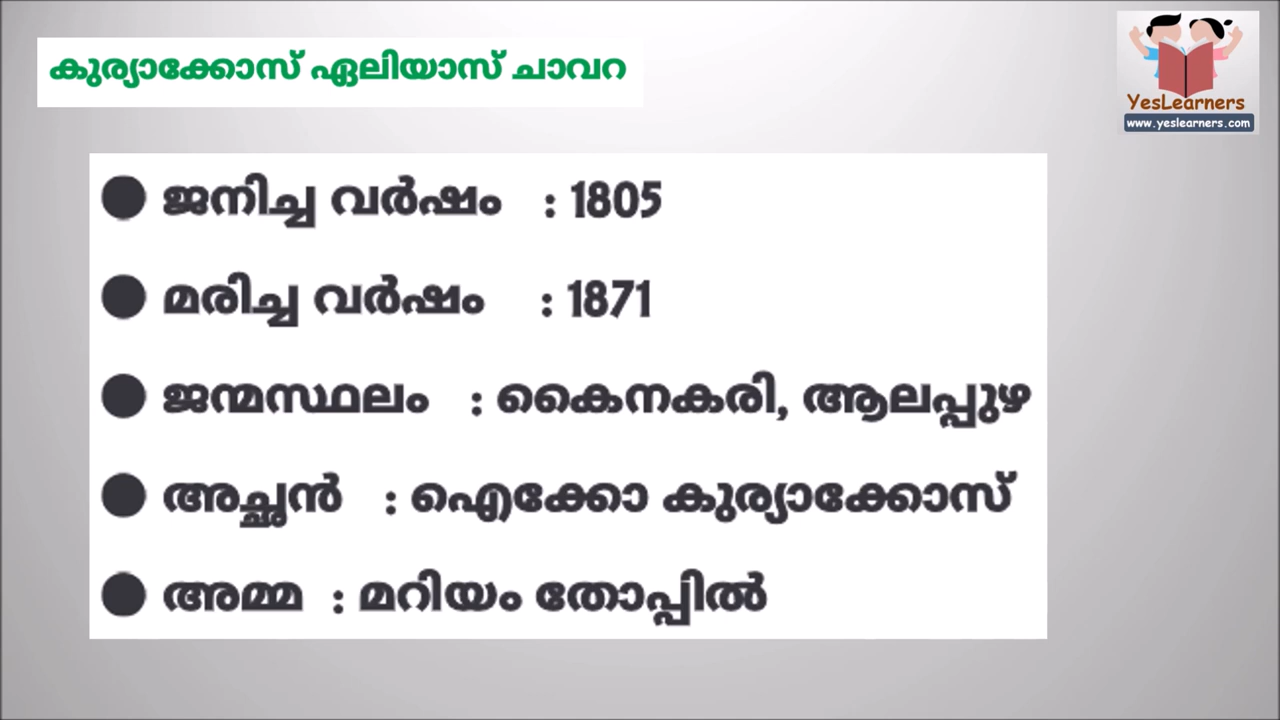 കുര്യാക്കോസ് ഏലിയാസ് ചാവറ
YesLearners
www.yeslearners.com
● ജനിച്ച വർഷം : 1805
● മരിച്ച വർഷം : 1871
● ജന്മസ്ഥലം : കൈനകരി, ആലപ്പുഴ
● അച്ഛൻ : ഐക്കോ കുര്യാക്കോസ്
● അമ്മ : മറിയം തോപ്പിൽ